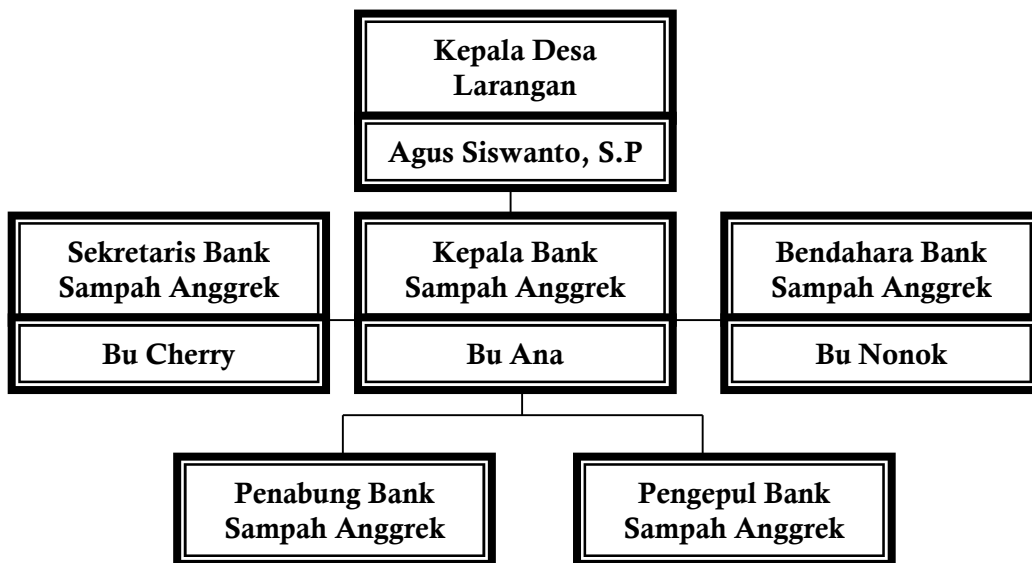 Kepala Desa
Larangan
Agus Siswanto, S.P
Sekretaris Bank
Sampah Anggrek
Bu Cherry
Kepala Bank
Sampah Anggrek
Bu Ana
Bendahara Bank
Sampah Anggrek
Bu Nonok
Penabung Bank
Sampah Anggrek
Pengepul Bank
Sampah Anggrek